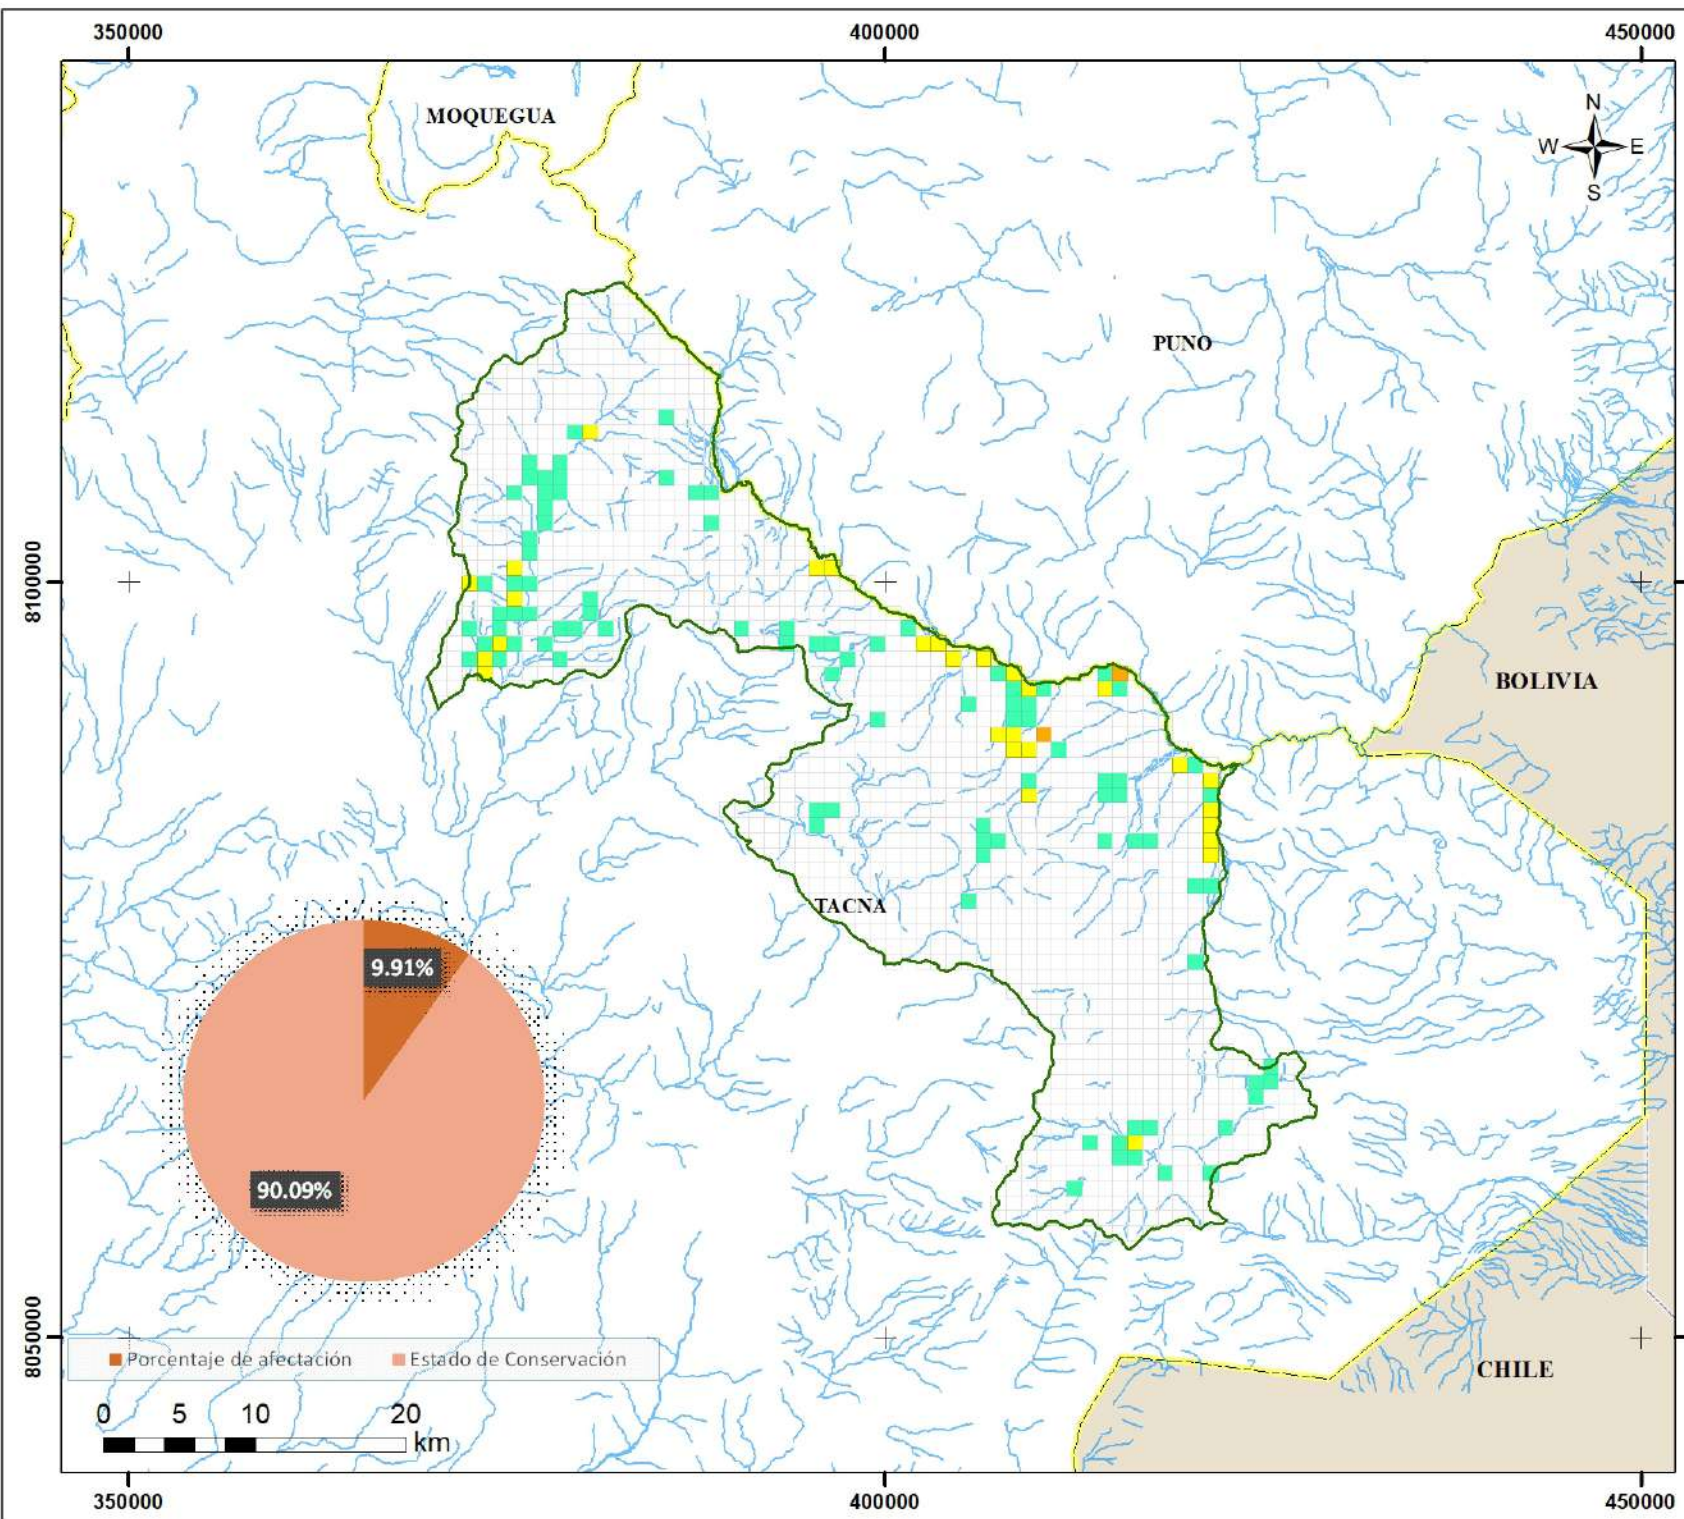 350000 400000 450000
MOQUEGUA
N
W E
S
PUNO
8100000
BOLIVIA
TACNA
9.91%
90.09%
8050000
Porcentaje de afectación Estado de Conservación
CHILE
0 5 10 20
km
350000 400000 450000